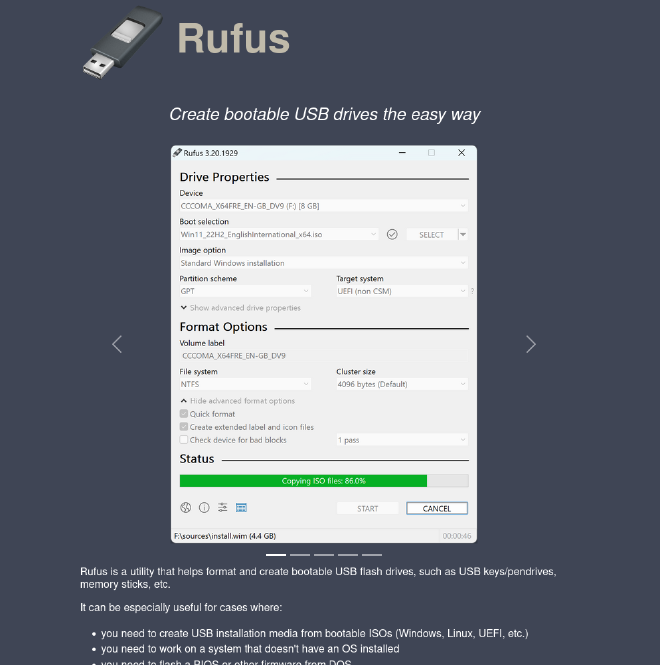 Rufus
Create bootable USB drives the easy way
Rufus 3.20.1929
Drive Properties
Device
CCCOMA_X64FRE_EN-GB_DV9 (F:) [8 GB]
Boot selection
Win11_22H2_EnglishInternational_x64.iso
SELECT
Image option
Standard Windows installation
Partition scheme
Target system
GPT
UEFI (non CSM)
?
Show advanced drive properties
Format Options
Volume label
CCCOMA_X64FRE_EN-GB_DV9
File system
Cluster size
NTFS
4096 bytes (Default)
Hide advanced format options
Quick format
Create extended label and icon files
Check device for bad blocks
1 pass
Status
Copying ISO files: 86.0%
START
CANCEL
F:\sources\install.wim (4.4 GB)
00:00:46
Rufus is a utility that helps format and create bootable USB flash drives, such as USB keys/pendrives,
memory sticks, etc.
It can be especially useful for cases where:
• you need to create USB installation media from bootable ISOs (Windows, Linux, UEFI, etc.)
• you need to work on a system that doesn't have an OS installed
• you need to flash a BIOS or other firmware from DOS